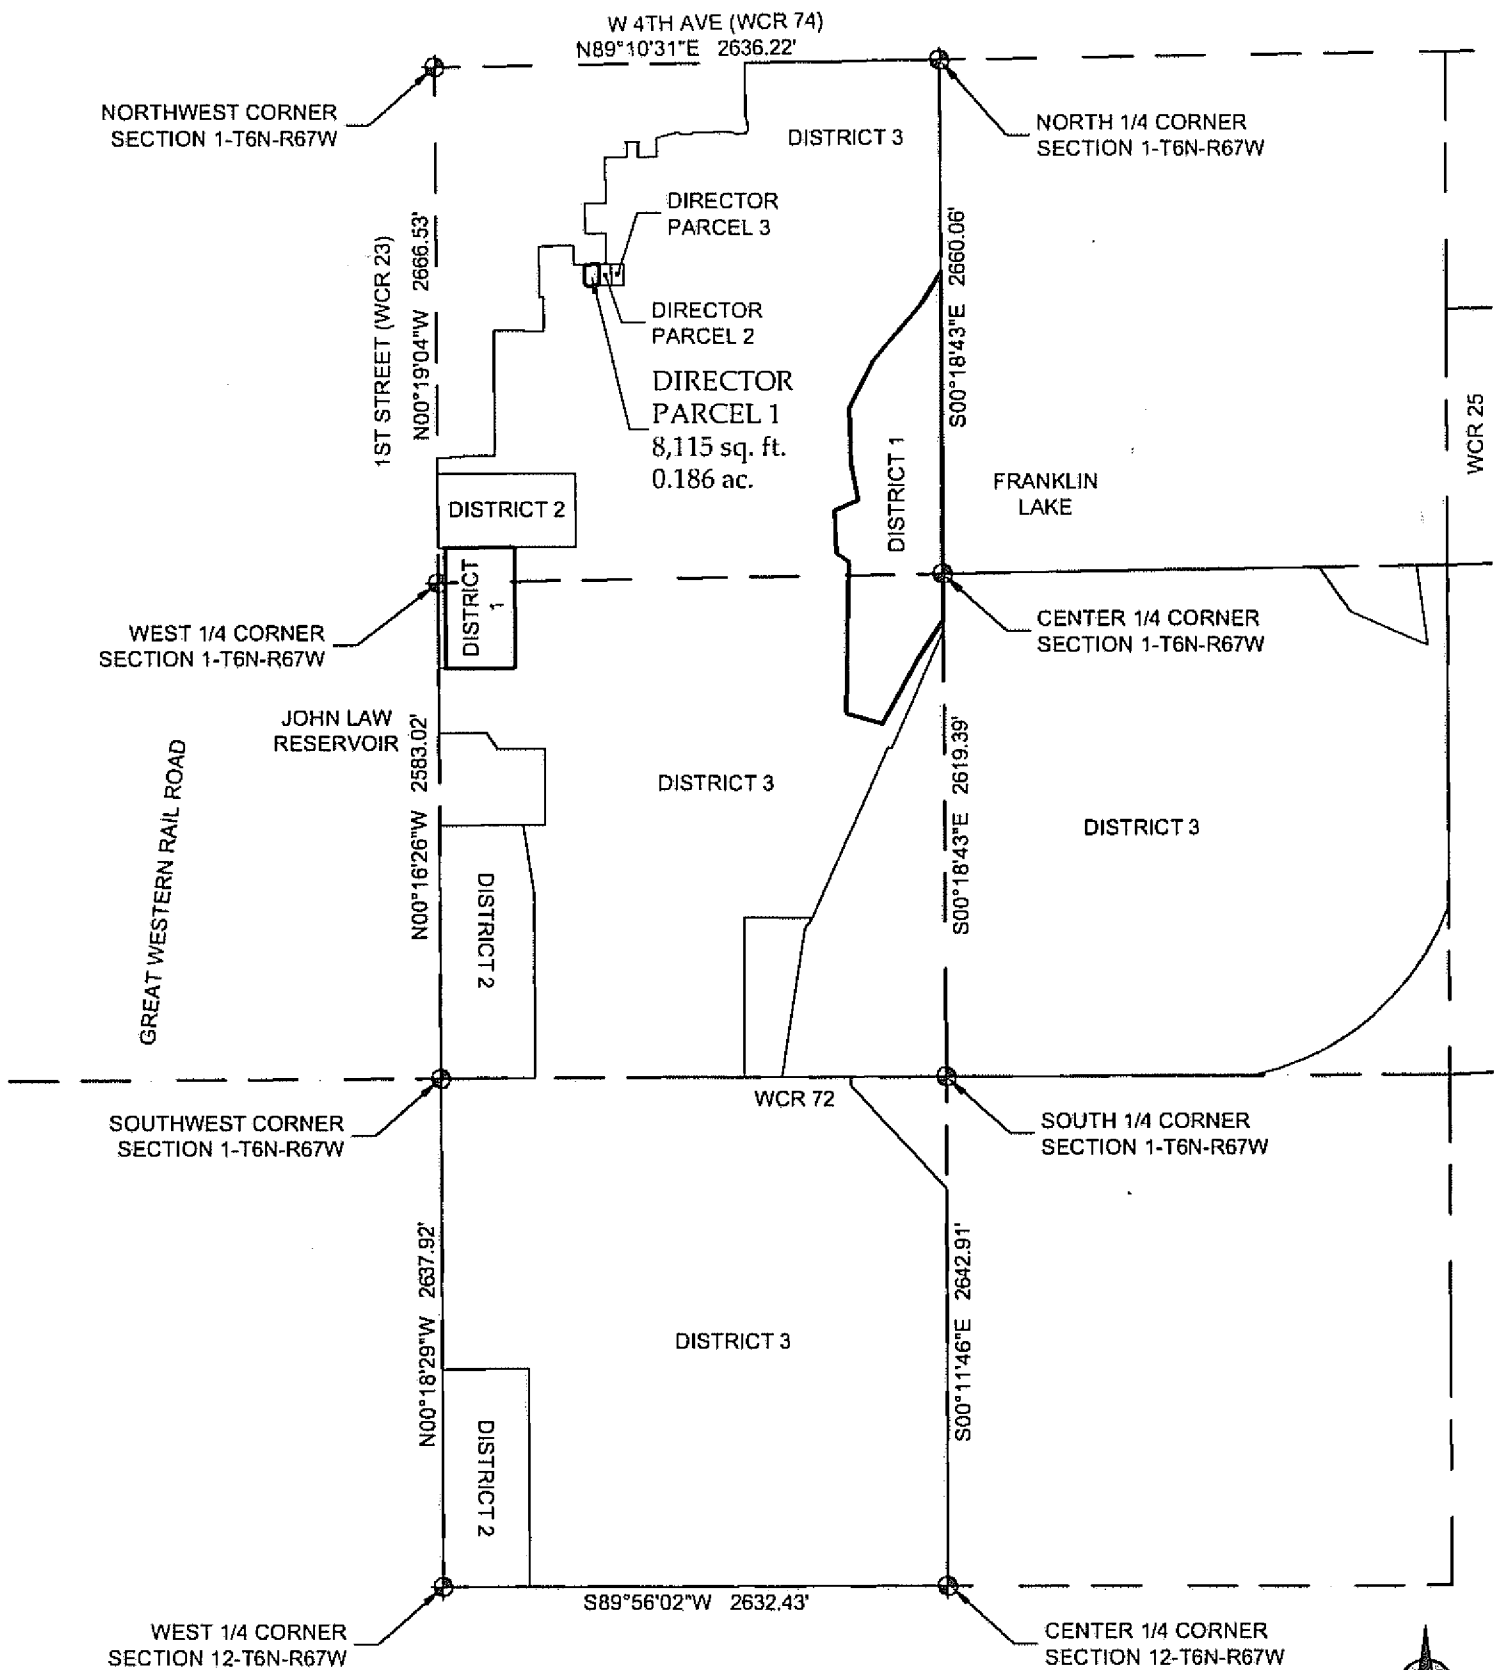 W 4TH AVE (WCR 74)
N89°10'31"E 2636.22'
NORTHWEST CORNER
SECTION 1-T6N-R67W
NORTH 1/4 CORNER
SECTION 1-T6N-R67W
DISTRICT 3
DIRECTOR
PARCEL 3
1ST STREET (WCR 23)
N00°19'04"W 2666.53'
S00°18'43"E 2660.06'
DIRECTOR
PARCEL 2
DIRECTOR
PARCEL 1
8,115 sq. ft.
0.186 ac.
WCR 25
DISTRICT 1
FRANKLIN
LAKE
DISTRICT 2
DISTRICT
1
WEST 1/4 CORNER
SECTION 1-T6N-R67W
CENTER 1/4 CORNER
SECTION 1-T6N-R67W
JOHN LAW
RESERVOIR
GREAT WESTERN RAIL ROAD
N00°16'26"W 2583.02'
DISTRICT 3
S00°18'43"E 2619.39'
DISTRICT 3
DISTRICT 2
WCR 72
SOUTHWEST CORNER
SECTION 1-T6N-R67W
SOUTH 1/4 CORNER
SECTION 1-T6N-R67W
N00°18'29"W 2637.92'
S00°11'46"E 2642.91'
DISTRICT 3
DISTRICT 2
S89°56'02"W 2632.43'
WEST 1/4 CORNER
SECTION 12-T6N-R67W
CENTER 1/4 CORNER
SECTION 12-T6N-R67W